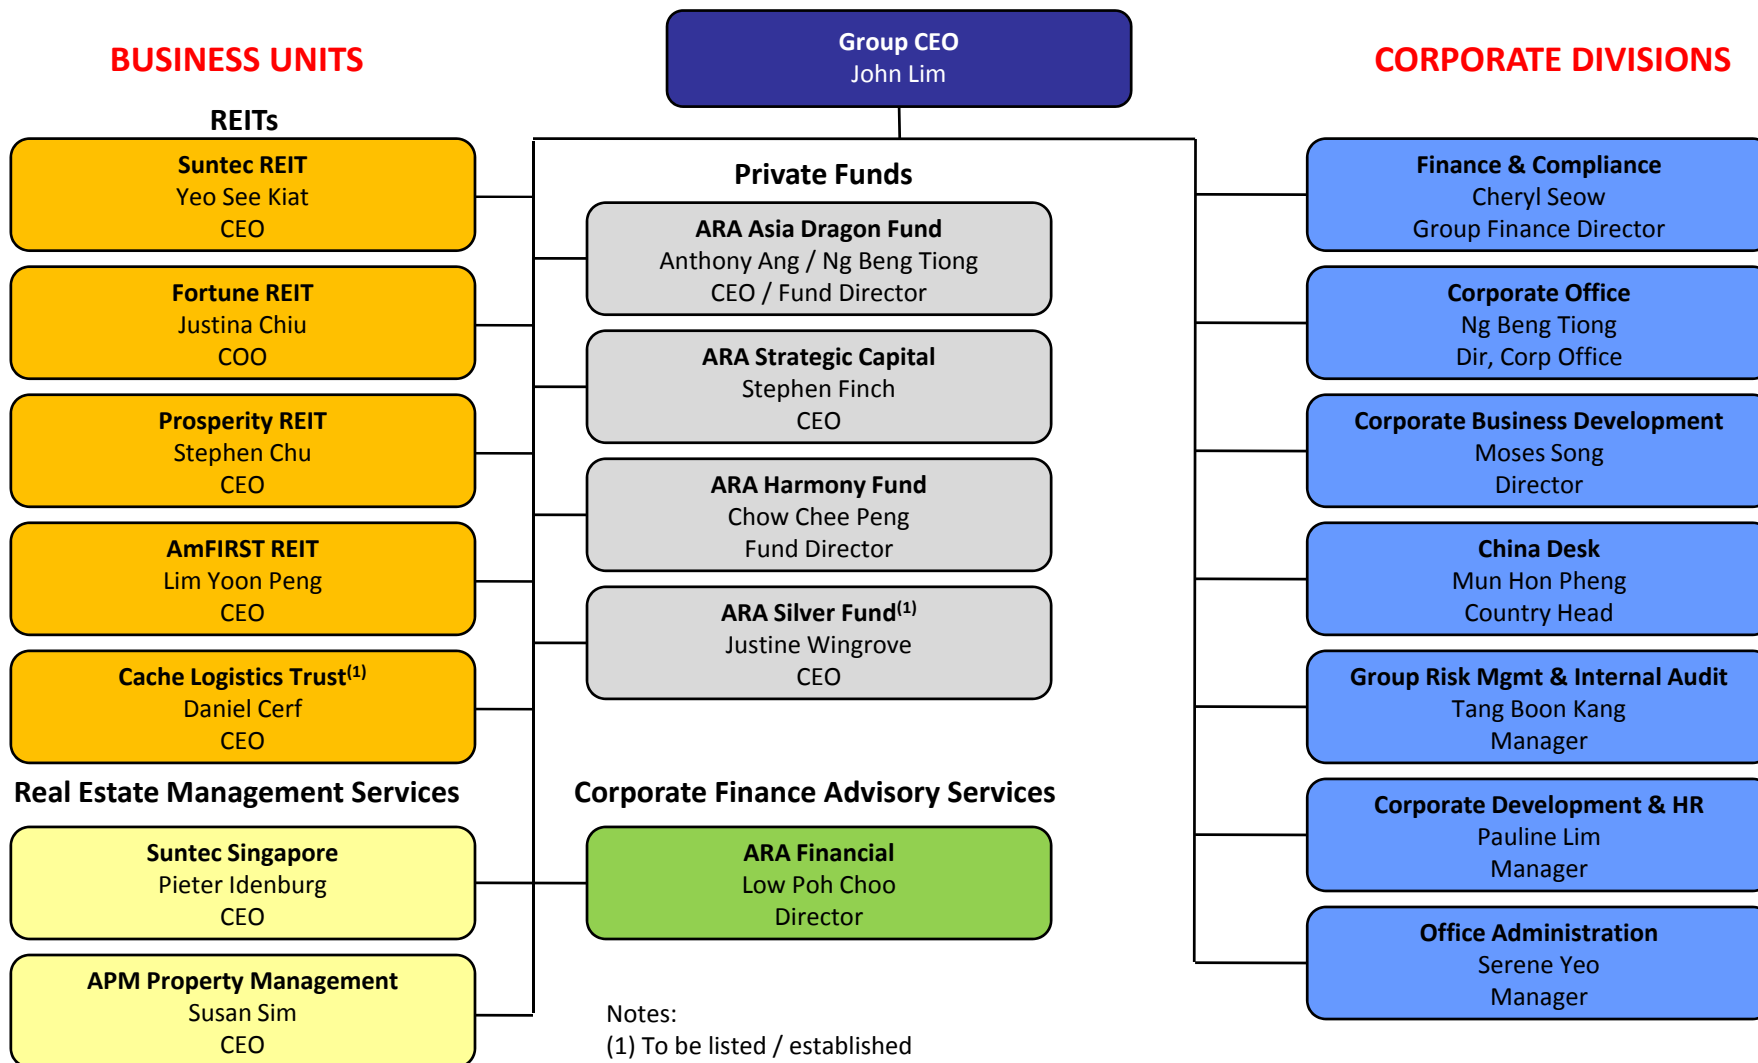 Group CEO
John Lim
BUSINESS UNITS
CORPORATE DIVISIONS
REITs
Suntec REIT
Yeo See Kiat
CEO
Fortune REIT
Justina Chiu
COO
Prosperity REIT
Stephen Chu
CEO
AmFIRST REIT
Lim Yoon Peng
CEO
Cache Logistics Trust(1)
Daniel Cerf
CEO
Real Estate Management Services
Suntec Singapore
Pieter Idenburg
CEO
APM Property Management
Susan Sim
CEO
Private Funds
ARA Asia Dragon Fund
Anthony Ang / Ng Beng Tiong
CEO / Fund Director
ARA Strategic Capital
Stephen Finch
CEO
ARA Harmony Fund
Chow Chee Peng
Fund Director
ARA Silver Fund(1)
Justine Wingrove
CEO
Corporate Finance Advisory Services
ARA Financial
Low Poh Choo
Director
Notes:
(1) To be listed / established
Finance & Compliance
Cheryl Seow
Group Finance Director
Corporate Office
Ng Beng Tiong
Dir, Corp Office
Corporate Business Development
Moses Song
Director
China Desk
Mun Hon Pheng
Country Head
Group Risk Mgmt & Internal Audit
Tang Boon Kang
Manager
Corporate Development & HR
Pauline Lim
Manager
Office Administration
Serene Yeo
Manager